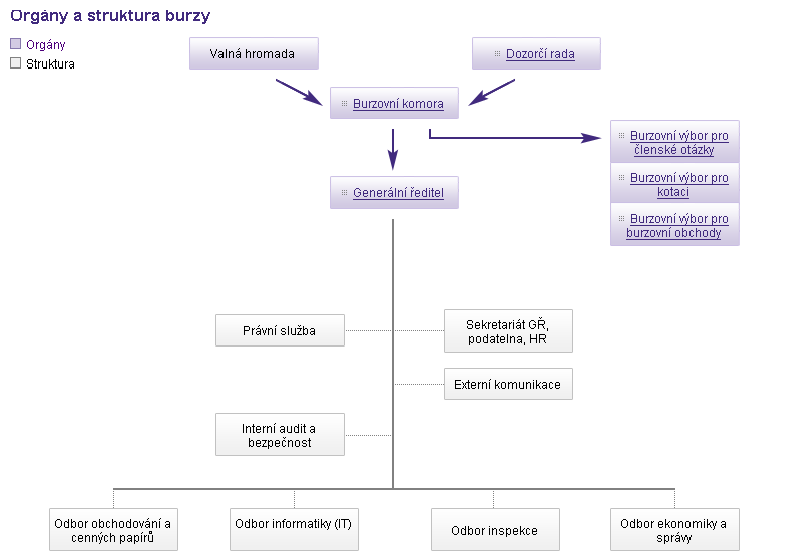 Orgány a struktura burzy
Orgány
Struktura
Valná hromada
Dozorčí rada
Burzovní komora
Burzovní výbor pro
členské otázky
Burzovní výbor pro
kotaci
Burzovní výbor pro
burzovní obchody
Generální ředitel
Právní služba
Sekretariát GŘ,
podatelna, HR
Externí komunikace
Interní audit a
bezpečnost
Odbor obchodování a
cenných papírů
Odbor informatiky (IT)
Odbor inspekce
Odbor ekonomiky a
správy